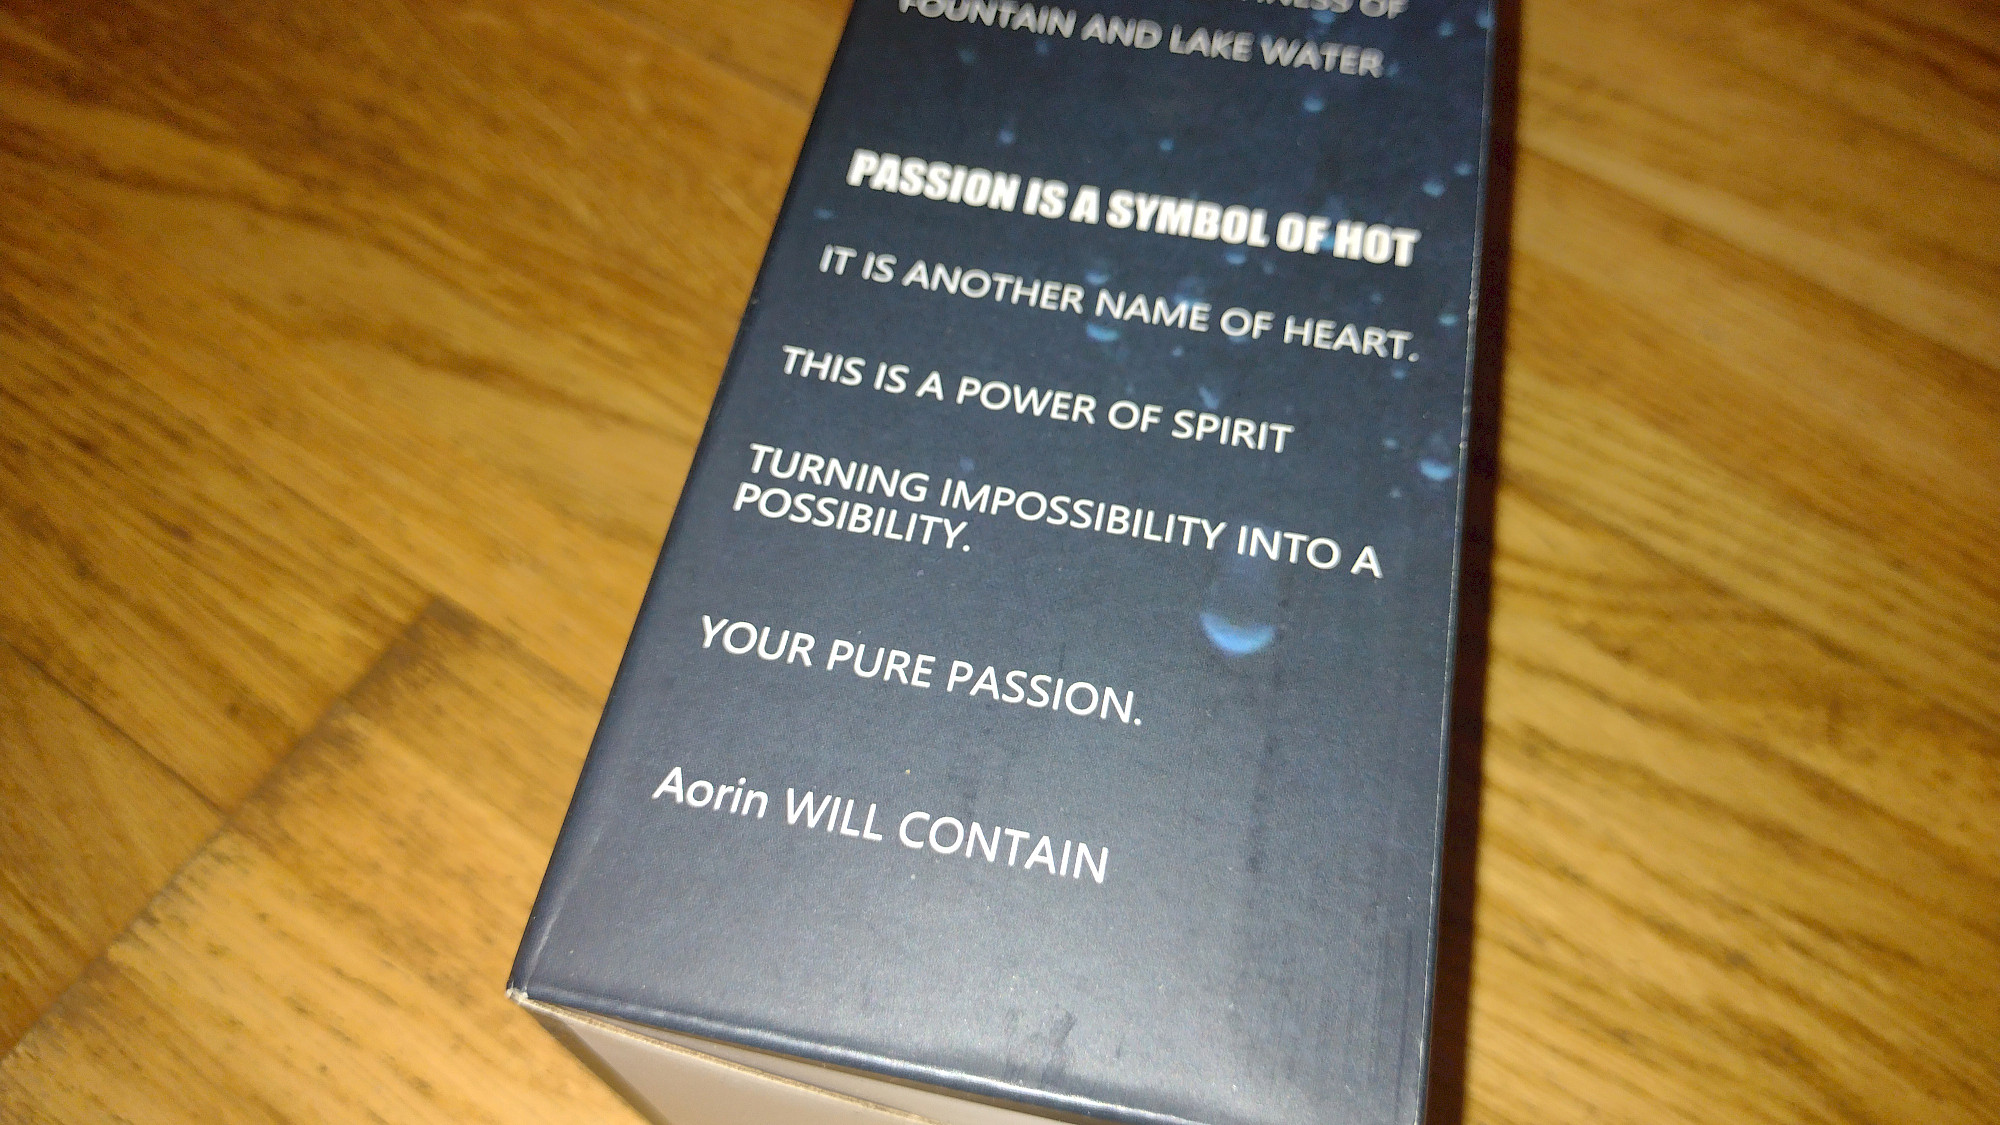 OF
FOUNTAIN AND LAKE WATER
PASSION IS A SYMBOL OF HOT
IT IS ANOTHER NAME OF HEART.
THIS IS A POWER OF SPIRIT
TURNING IMPOSSIBILITY INTO A
POSSIBILITY.
YOUR PURE PASSION.
Aorin WILL CONTAIN